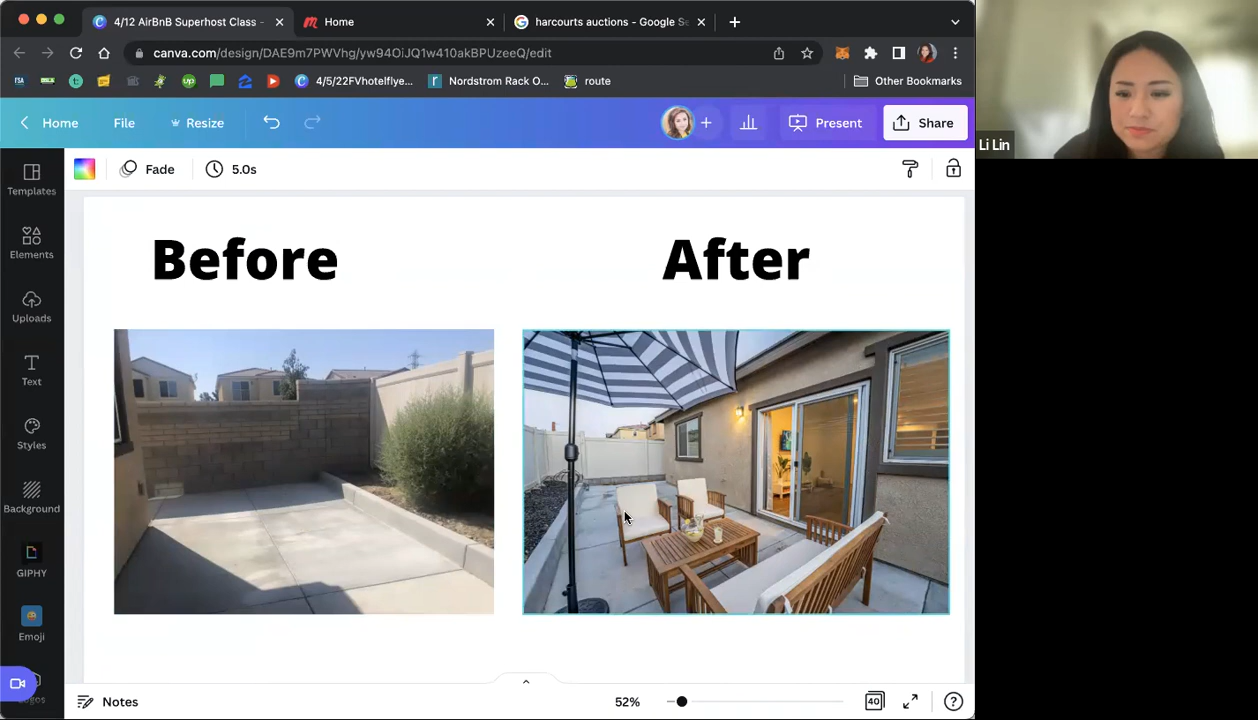 4/12 AirBnB Superhost Class -
Home
harcourts auctions - Google Se
canva.com/design/DAE9m7PWVhg/yw94OiJQ1w410akBPUzeeQ/edit
4/5/22FVhotelflye...
Nordstrom Rack O...
route
Other Bookmarks
Home
File
Resize
Present
Share
Li Lin
Fade
5.0s
Templates
Elements
Uploads
Text
Styles
Background
GIPHY
Emoji
Before
After
Notes
52%
40